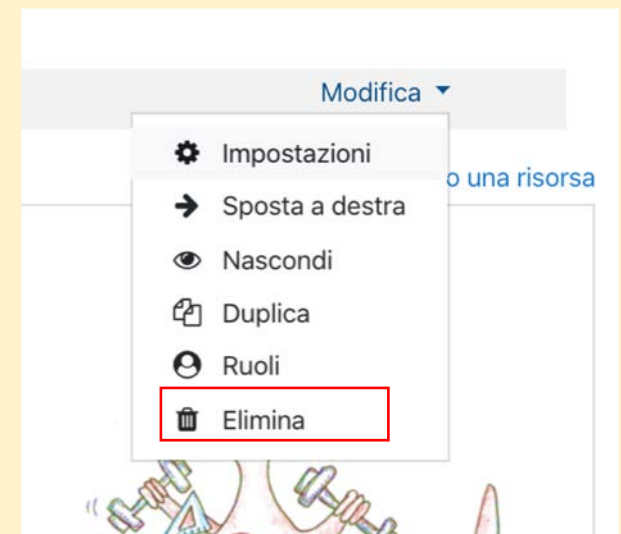 Modifica
Impostazioni
o una risorsa
Sposta a destra
Nascondi
Duplica
Ruoli
Elimina